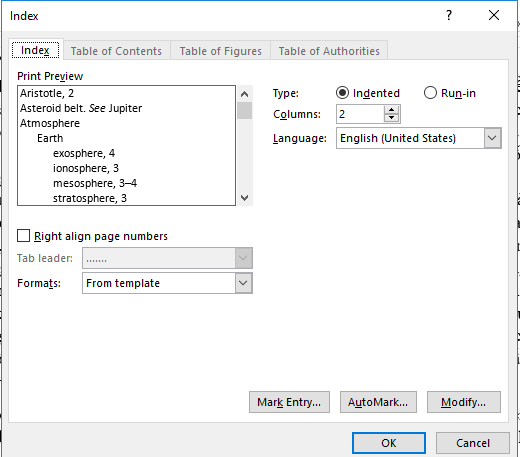 Index
? ×
Index Table of Contents Table of Figures Table of Authorities
Print Preview
Aristotle, 2
Asteroid belt. See Jupiter
Atmosphere
Earth
exosphere, 4
ionosphere, 3
mesosphere, 3–4
stratosphere, 3
Type: Indented Run-in
Columns: 2
Language: English (United States)
Right align page numbers
Tab leader: .......
Formats: From template
Mark Entry... AutoMark... Modify...
OK Cancel